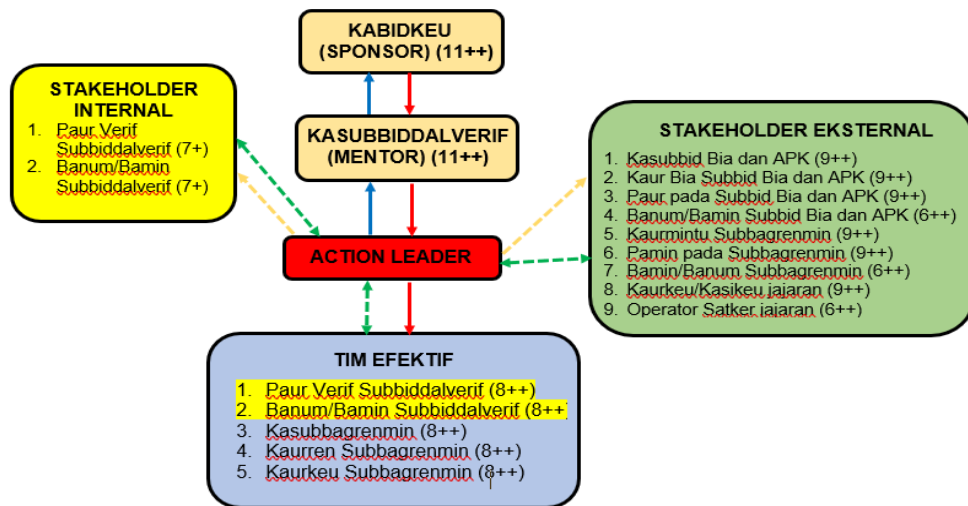 KABIDKEU
(SPONSOR) (11++)
STAKEHOLDER
INTERNAL
1. Paur Verif
Subbiddalverif (7+)
2. Banum/Bamin
Subbiddalverif (7+)
KASUBBIDDALVERIF
(MENTOR) (11++)
STAKEHOLDER EKSTERNAL
1. Kasubbid Bia dan APK (9++)
2. Kaur Bia Subbid Bia dan APK (9++)
3. Paur pada Subbid Bia dan APK (9++)
4. Banum/Bamin Subbid Bia dan APK (6++)
5. Kaurmintu Subbagrenmin (9++)
6. Pamin pada Subbagrenmin (9++)
7. Bamin/Banum Subbagrenmin (6++)
8. Kaurkeu/Kasikeu jajaran (9++)
9. Operator Satker jajaran (6++)
ACTION LEADER
TIM EFEKTIF
1. Paur Verif Subbiddalverif (8++)
2. Banum/Bamin Subbiddalverif (8++
3. Kasubbagrenmin (8++)
4. Kaurren Subbagrenmin (8++)
5. Kaurkeu Subbagrenmin (8++)